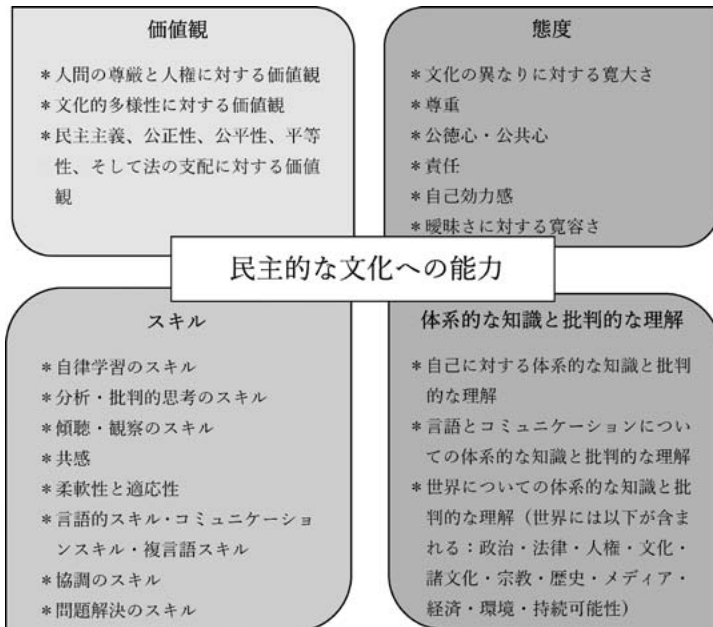 価値観
＊人間の尊厳と人権に対する価値観
＊文化的多様性に対する価値観
＊民主主義、公正性、公平性、平等
性、そして法の支配に対する価値
観
態度
＊文化の異なりに対する寛大さ
＊尊重
＊公徳心・公共心
＊責任
＊自己効力感
＊曖昧さに対する寛容さ
民主的な文化への能力
スキル
＊自律学習のスキル
＊分析・批判的思考のスキル
＊傾聴・観察のスキル
＊共感
＊柔軟性と適応性
＊言語的スキル・コミュニケーショ
ンスキル・複言語スキル
＊協調のスキル
＊問題解決のスキル
体系的な知識と批判的な理解
＊自己に対する体系的な知識と批判
的な理解
＊言語とコミュニケーションについ
ての体系的な知識と批判的な理解
＊世界についての体系的な知識と批
判的な理解（世界には以下が含ま
れる：政治・法律・人権・文化・
諸文化・宗教・歴史・メディア・
経済・環境・持続可能性）